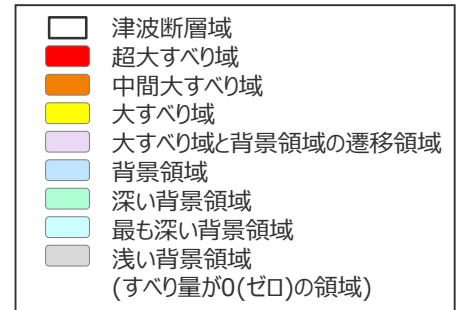 津波断層域
超大すべり域
中間大すべり域
大すべり域
大すべり域と背景領域の遷移領域
背景領域
深い背景領域
最も深い背景領域
浅い背景領域
(すべり量が0(ゼロ)の領域)